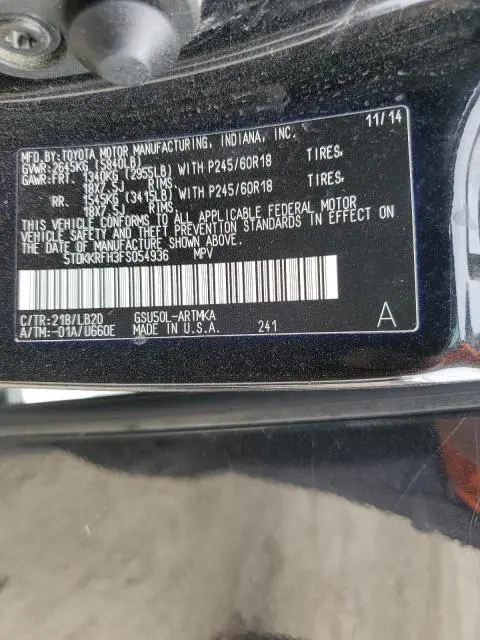 11/14
MFD. BY: TOYOTA MOTOR MANUFACTURING, INDIANA, INC.
GVWR: 2645KG (5840LB)
GAWR: FRT. 1340KG (2955LB) WITH P245/60R18 TIRES,
18X7.5J RIMS.
RR. 1545KG (3415LB) WITH P245/60R18 TIRES,
18X7.5J RIMS.
THIS VEHICLE CONFORMS TO ALL APPLICABLE FEDERAL MOTOR
VEHICLE SAFETY AND THEFT PREVENTION STANDARDS IN EFFECT ON
THE DATE OF MANUFACTURE SHOWN ABOVE.
5TDKKRFH3FS054936 MPV
C/TR:218/LB20 GSU50L-ARTMKA
A/TM:-01A/U660E MADE IN U.S.A. 241 A